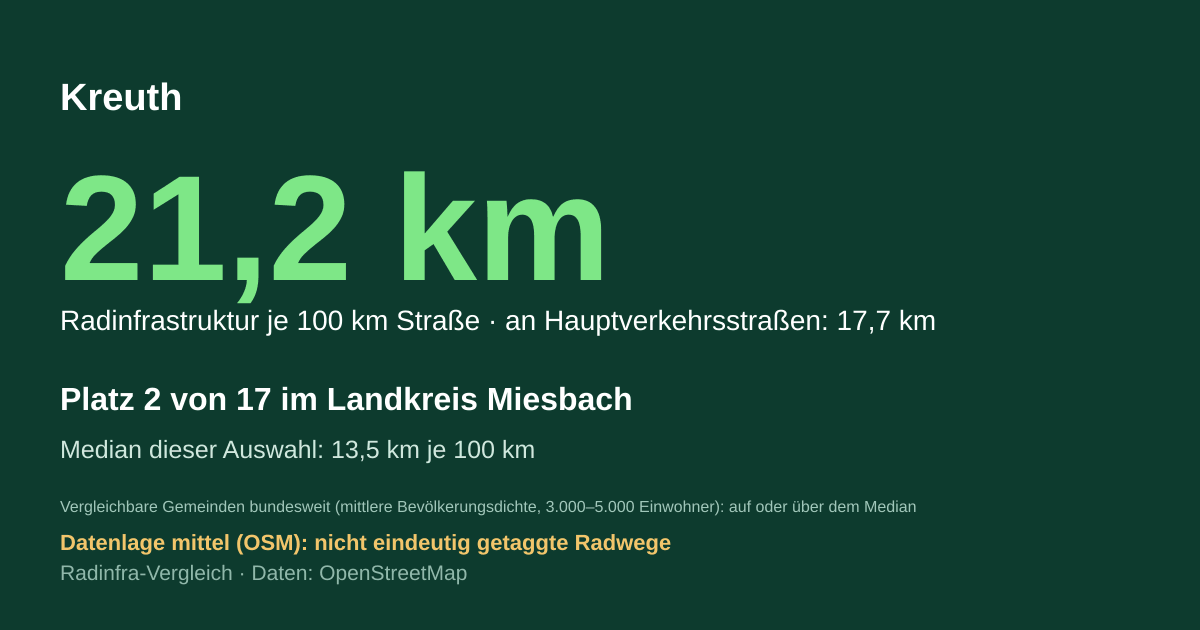 Kreuth
21,2 km
Radinfrastruktur je 100 km Straße · an Hauptverkehrsstraßen: 17,7 km
Platz 2 von 17 im Landkreis Miesbach
Median dieser Auswahl: 13,5 km je 100 km
Vergleichbare Gemeinden bundesweit (mittlere Bevölkerungsdichte, 3.000–5.000 Einwohner): auf oder über dem Median
Datenlage mittel (OSM): nicht eindeutig getaggte Radwege
Radinfra-Vergleich · Daten: OpenStreetMap